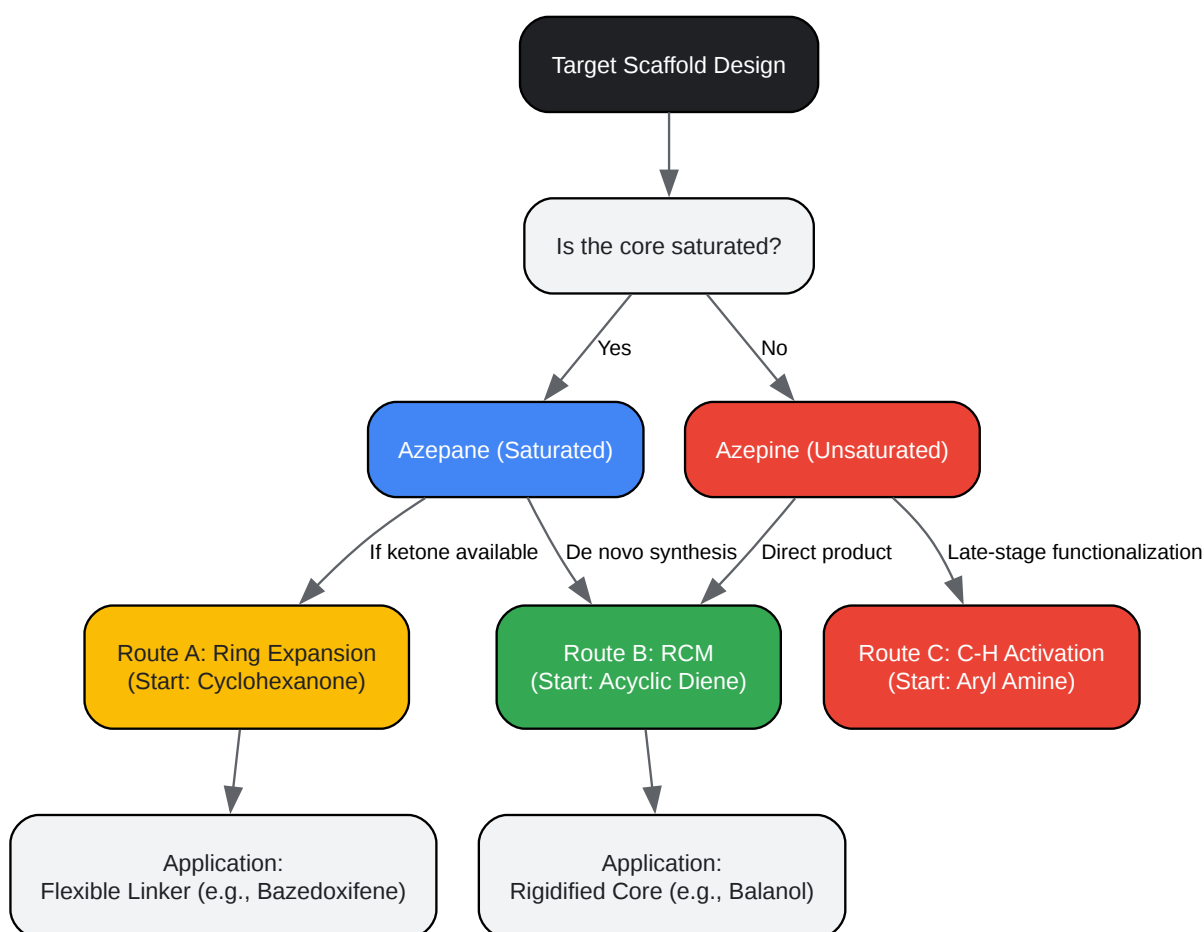 Target Scaffold Design
Is the core saturated?
Yes
No
Azepane (Saturated)
Azepine (Unsaturated)
If ketone available
De novo synthesis
Direct product
Late-stage functionalization
Route A: Ring Expansion
(Start: Cyclohexanone)
Route B: RCM
(Start: Acyclic Diene)
Route C: C-H Activation
(Start: Aryl Amine)
Application:
Flexible Linker (e.g., Bazedoxifene)
Application:
Rigidified Core (e.g., Balanol)